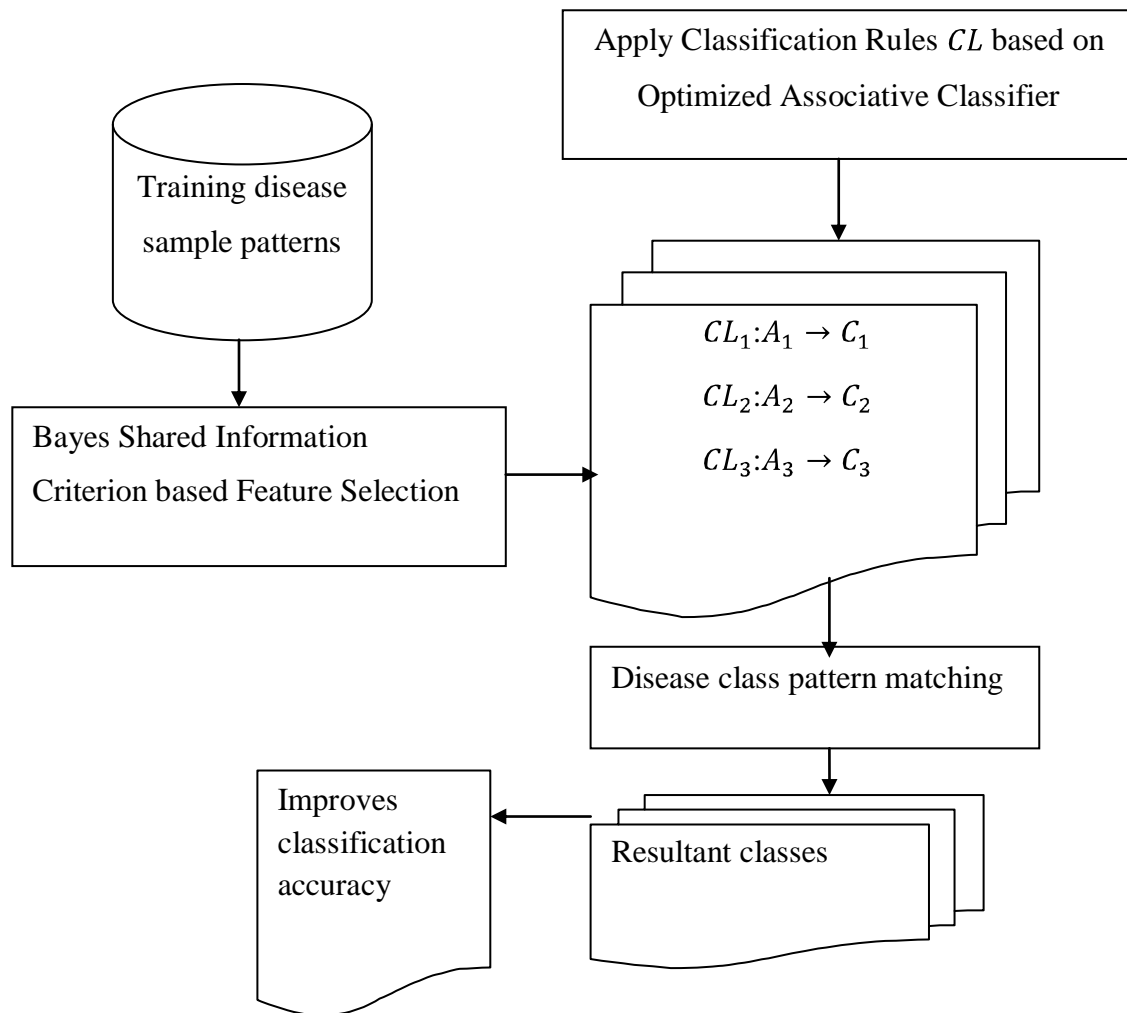 Apply Classification Rules 𝐶𝐿 based on
Optimized Associative Classifier
Training disease
sample patterns
𝐶𝐿₁:𝐴₁ → 𝐶₁
𝐶𝐿₂:𝐴₂ → 𝐶₂
𝐶𝐿₃:𝐴₃ → 𝐶₃
Bayes Shared Information
Criterion based Feature Selection
Disease class pattern matching
Improves
classification
accuracy
Resultant classes